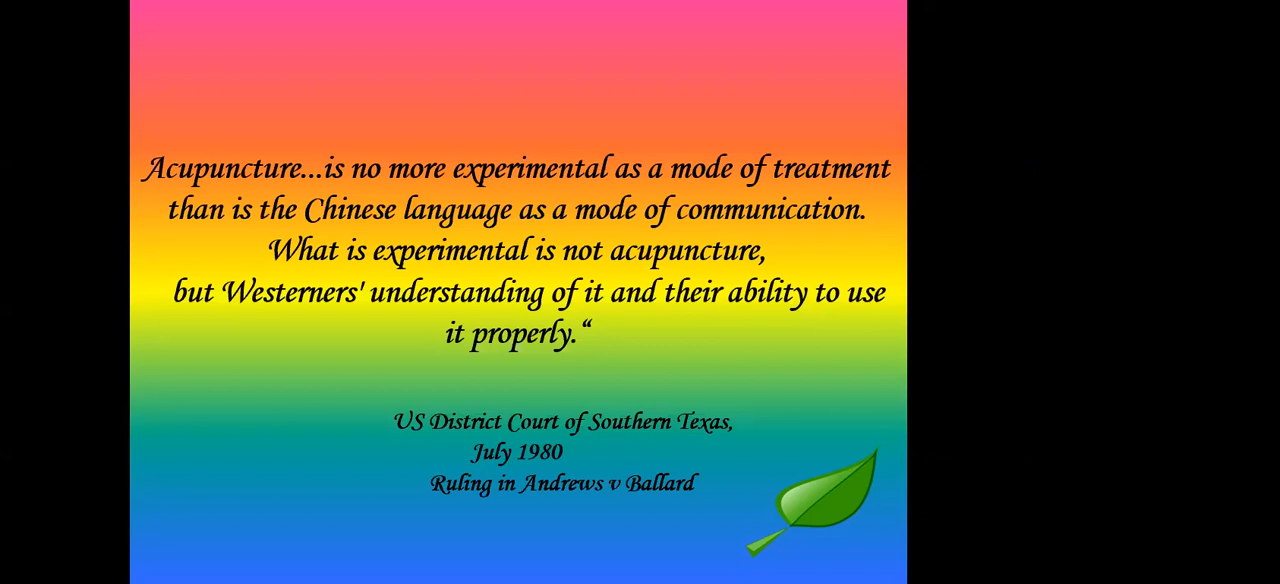 Acupuncture...is no more experimental as a mode of treatment
than is the Chinese language as a mode of communication.
What is experimental is not acupuncture,
but Westerners' understanding of it and their ability to use
it properly.“
US District Court of Southern Texas,
July 1980
Ruling in Andrews v Ballard